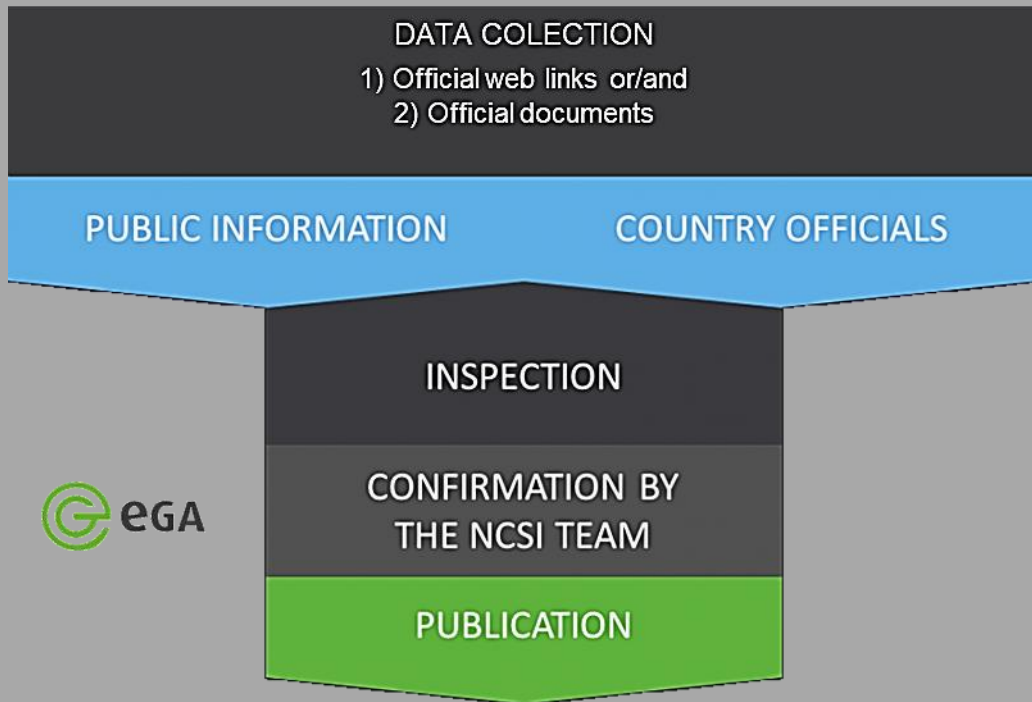 DATA COLECTION
1) Official web links or/and
2) Official documents
PUBLIC INFORMATION
COUNTRY OFFICIALS
INSPECTION
CONFIRMATION BY
THE NCSI TEAM
eGA
PUBLICATION